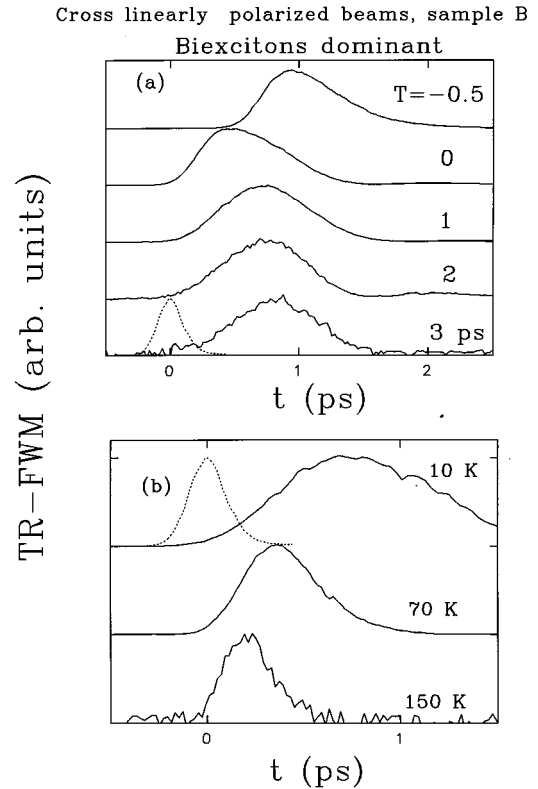 Cross linearly polarized beams, sample B
Biexcitons dominant
(a)
T=−0.5
0
1
2
3 ps
0 1 2
t (ps)
TR−FWM (arb. units)
(b)
10 K
70 K
150 K
0 1
t (ps)